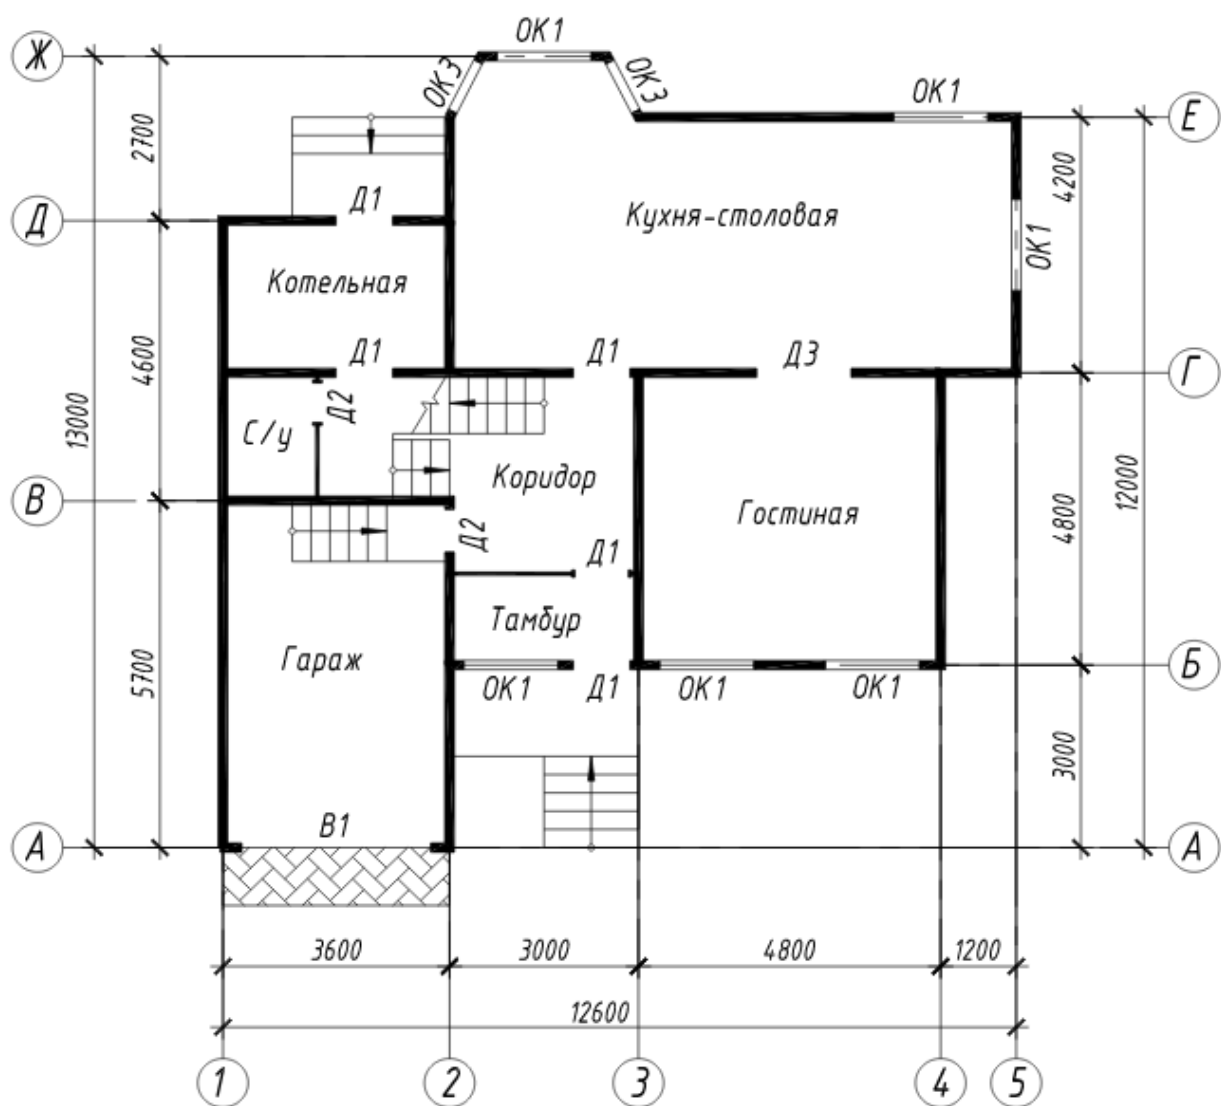 ОК1
Ж
ОК3
ОК3
ОК1
Е
2700
4200
Д1
Д
Кухня-столовая
ОК1
Котельная
4600
Д1
Д1
Д3
Г
13000
С/у
Д2
12000
Коридор
Гостиная
4800
В
Д2
Д1
Тамбур
5700
Гараж
Б
ОК1
Д1
ОК1
ОК1
3000
В1
А
А
3600
3000
4800
1200
12600
1
2
3
4
5